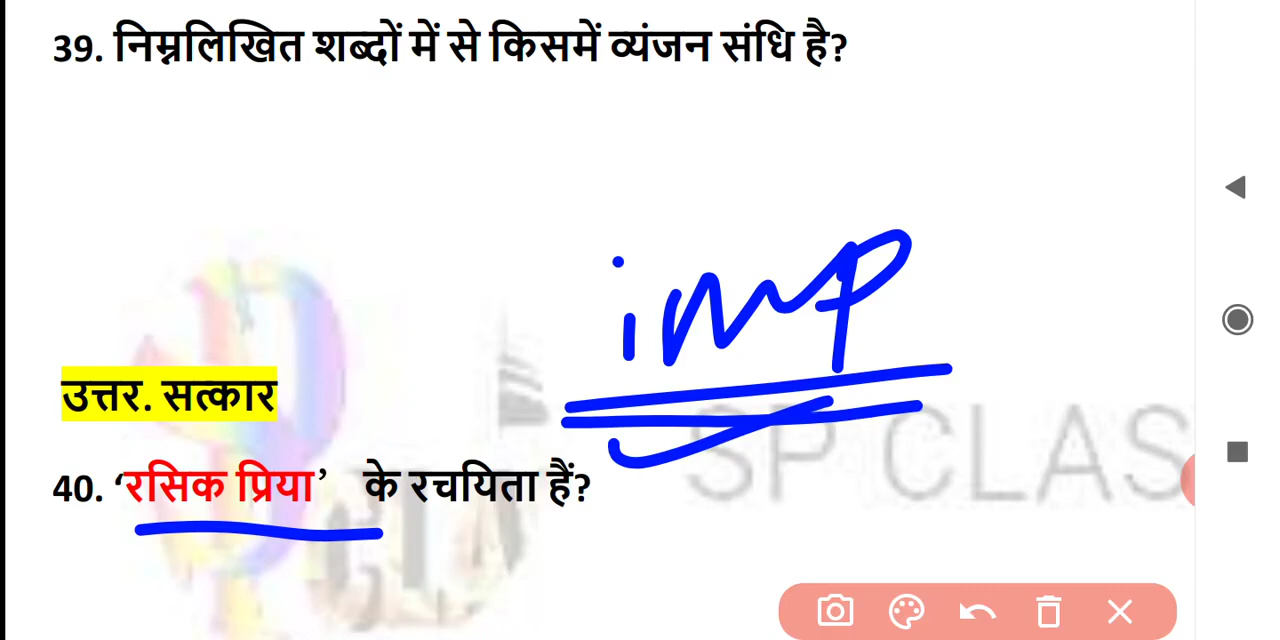 39. निम्नलिखित शब्दों में से किसमें व्यंजन संधि है?
imp
उत्तर. सत्कार
SP CLAS
40. ‘रसिक प्रिया’ के रचयिता हैं?